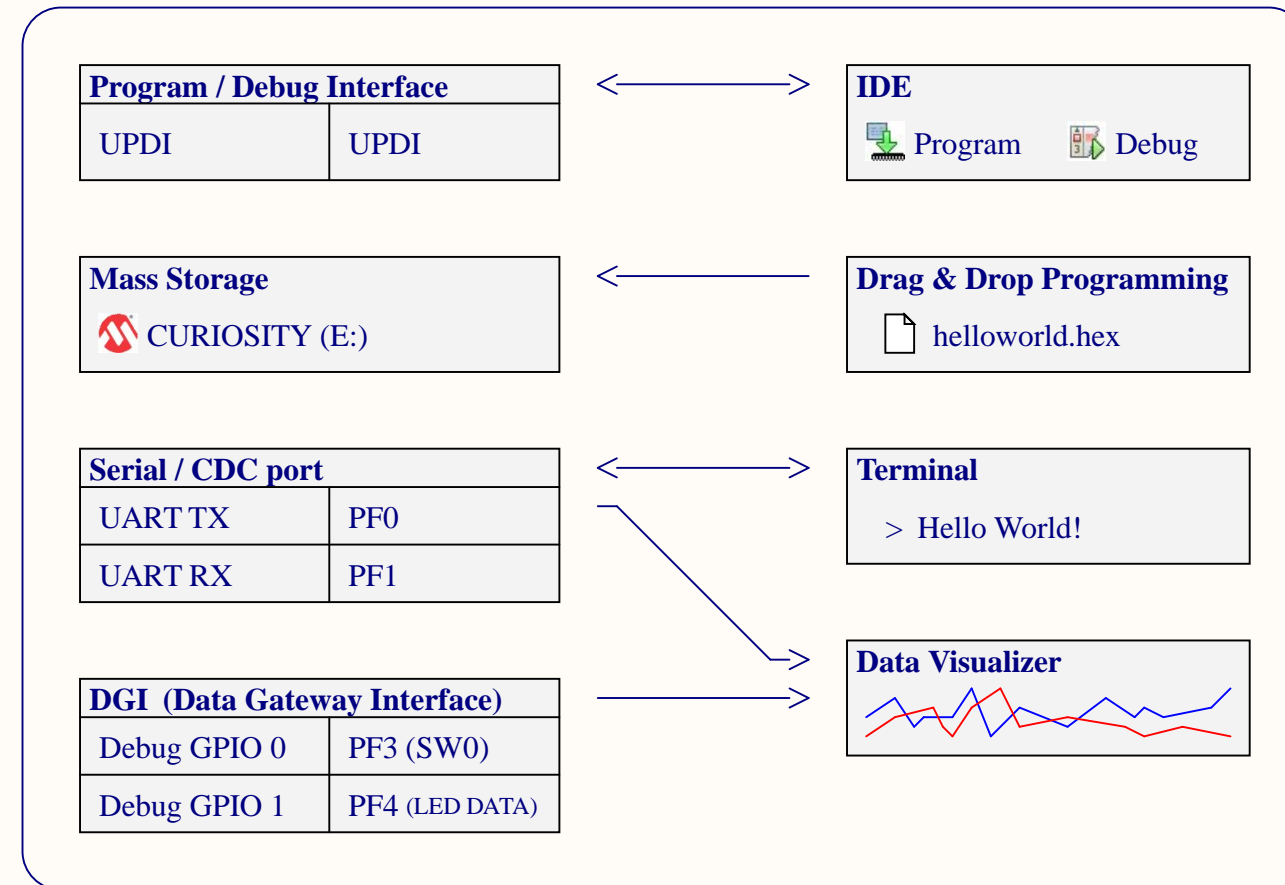 Program / Debug Interface
UPDI UPDI
IDE
Program Debug
Mass Storage
CURIOSITY (E:)
Drag & Drop Programming
helloworld.hex
Serial / CDC port
UART TX PF0
UART RX PF1
Terminal
> Hello World!
DGI (Data Gateway Interface)
Debug GPIO 0 PF3 (SW0)
Debug GPIO 1 PF4 (LED DATA)
Data Visualizer